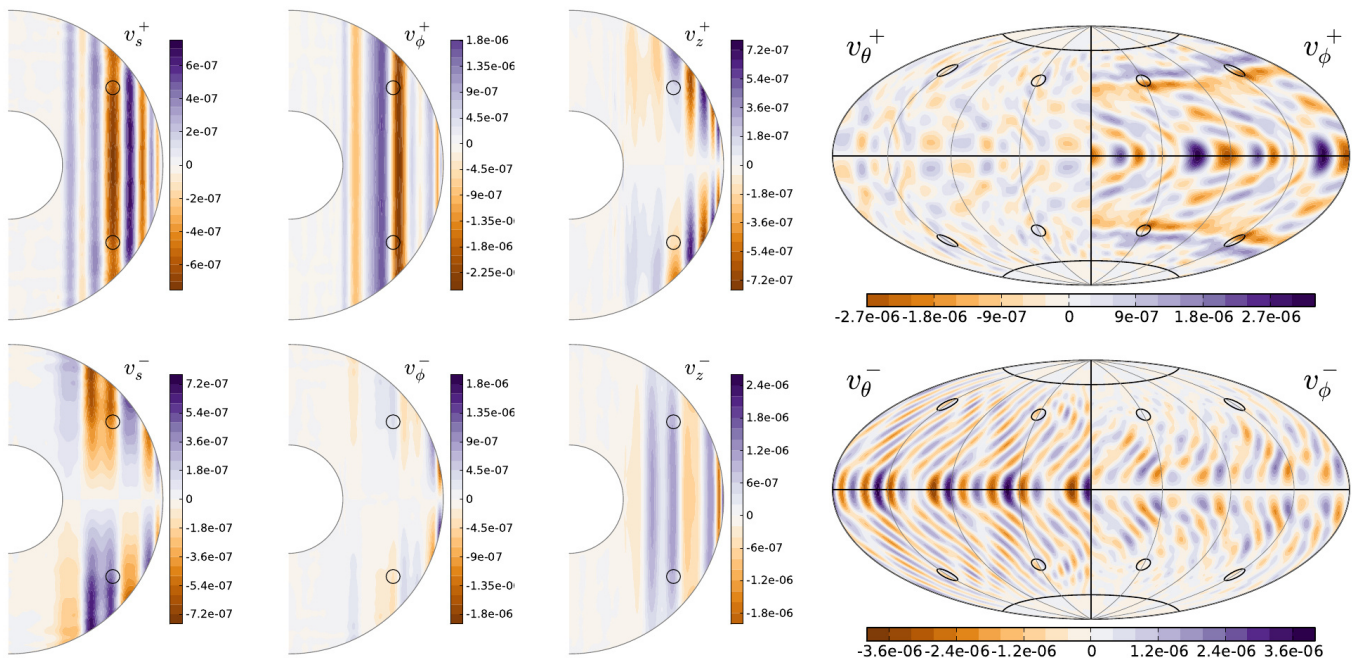 v_s^+
6e-07
4e-07
2e-07
0
-2e-07
-4e-07
-6e-07
v_ϕ^+
1.8e-06
1.35e-06
9e-07
4.5e-07
0
-4.5e-07
-9e-07
-1.35e-0
-1.8e-06
-2.25e-0
v_z^+
7.2e-07
5.4e-07
3.6e-07
1.8e-07
0
-1.8e-07
-3.6e-07
-5.4e-07
-7.2e-07
v_θ^+ v_ϕ^+
-2.7e-06 -1.8e-06 -9e-07 0 9e-07 1.8e-06 2.7e-06
v_s^-
7.2e-07
5.4e-07
3.6e-07
1.8e-07
0
-1.8e-07
-3.6e-07
-5.4e-07
-7.2e-07
v_ϕ^-
1.8e-06
1.35e-06
9e-07
4.5e-07
0
-4.5e-07
-9e-07
-1.35e-0
-1.8e-06
v_z^-
2.4e-06
1.8e-06
1.2e-06
6e-07
0
-6e-07
-1.2e-06
-1.8e-06
v_θ^- v_ϕ^-
-3.6e-06 -2.4e-06 -1.2e-06 0 1.2e-06 2.4e-06 3.6e-06